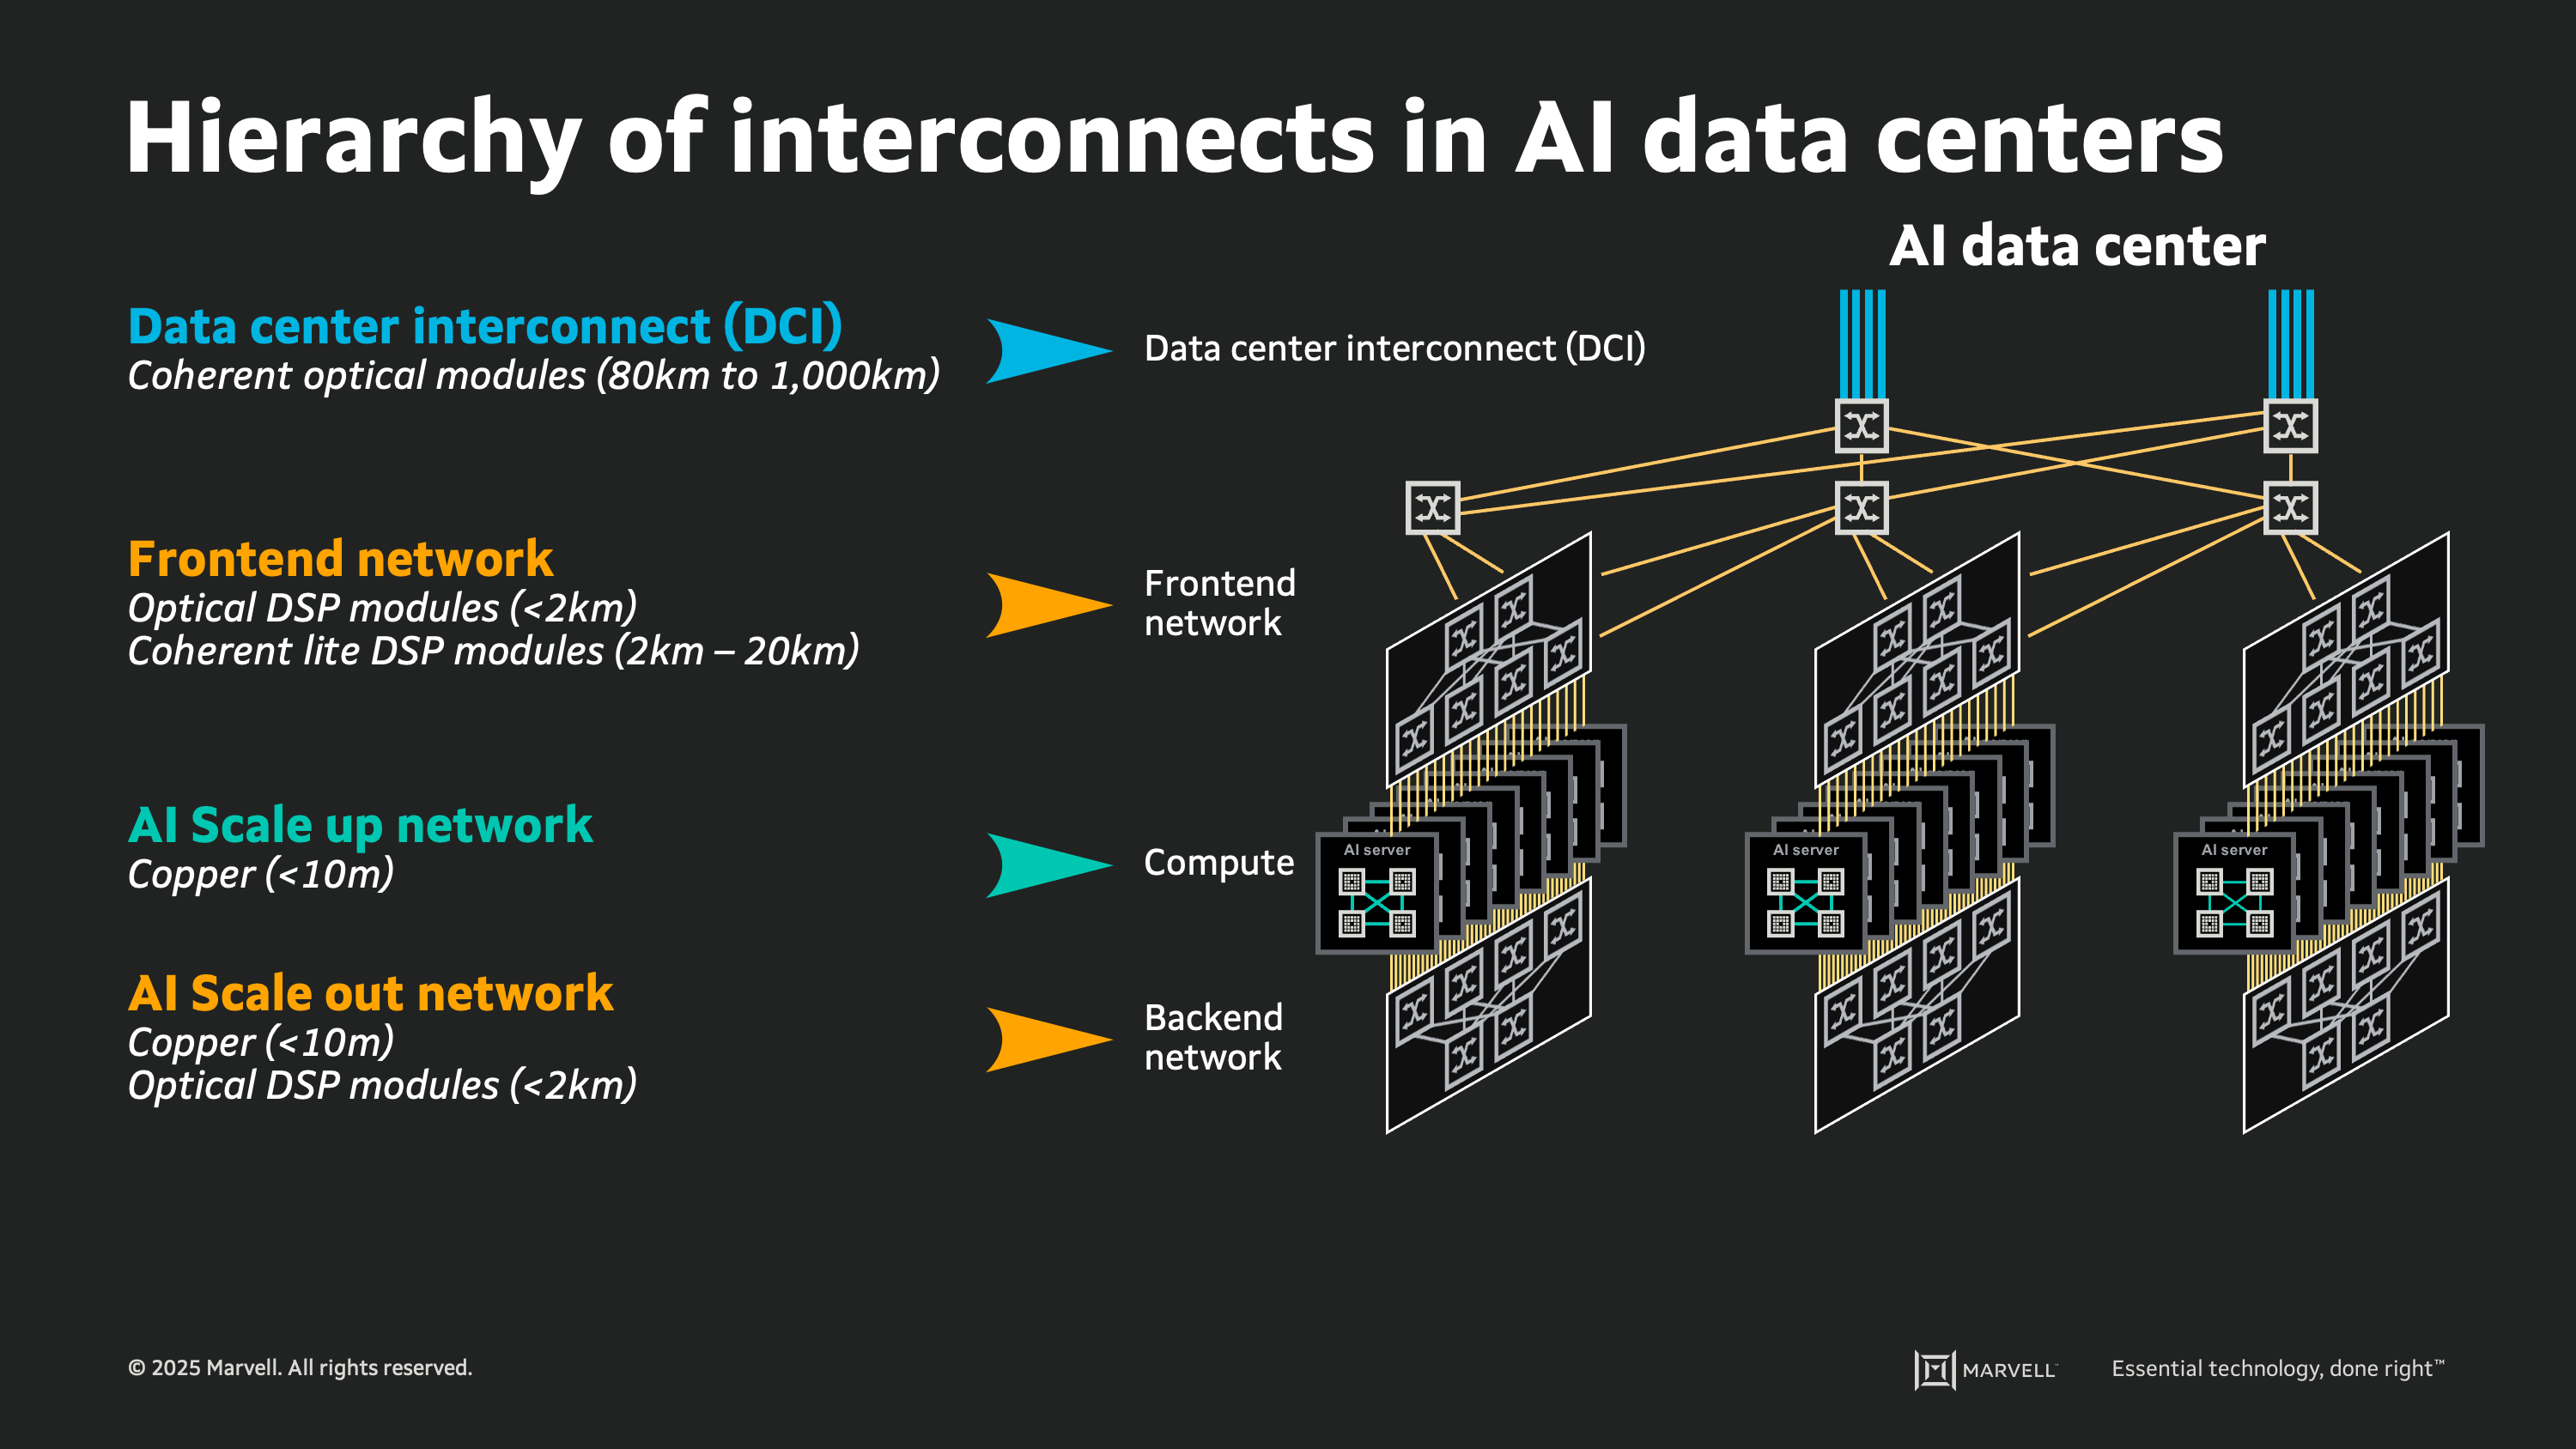 Hierarchy of interconnects in AI data centers
AI data center
Data center interconnect (DCI)
Coherent optical modules (80km to 1,000km)
Data center interconnect (DCI)
Frontend network
Optical DSP modules (<2km)
Coherent lite DSP modules (2km – 20km)
Frontend
network
AI Scale up network
Copper (<10m)
Compute
AI server
AI server
AI server
AI Scale out network
Copper (<10m)
Optical DSP modules (<2km)
Backend
network
© 2025 Marvell. All rights reserved.
MARVELL
Essential technology, done right™